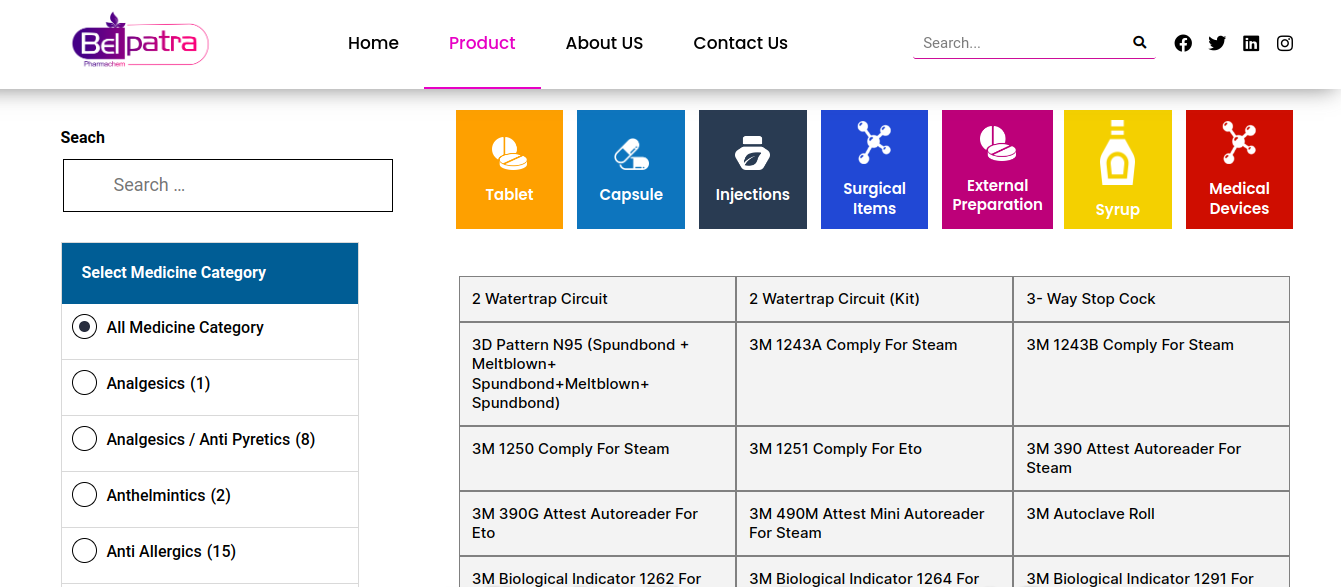 Belpatra
Pharmachem
Home
Product
About US
Contact Us
Search...
Seach
Search ...
Select Medicine Category
All Medicine Category
Analgesics (1)
Analgesics / Anti Pyretics (8)
Anthelmintics (2)
Anti Allergics (15)
Tablet
Capsule
Injections
Surgical
Items
External
Preparation
Syrup
Medical
Devices
2 Watertrap Circuit
2 Watertrap Circuit (Kit)
3- Way Stop Cock
3D Pattern N95 (Spundbond +
Meltblown+
Spundbond+Meltblown+
Spundbond)
3M 1243A Comply For Steam
3M 1243B Comply For Steam
3M 1250 Comply For Steam
3M 1251 Comply For Eto
3M 390 Attest Autoreader For
Steam
3M 390G Attest Autoreader For
Eto
3M 490M Attest Mini Autoreader
For Steam
3M Autoclave Roll
3M Biological Indicator 1262 For
3M Biological Indicator 1264 For
3M Biological Indicator 1291 For